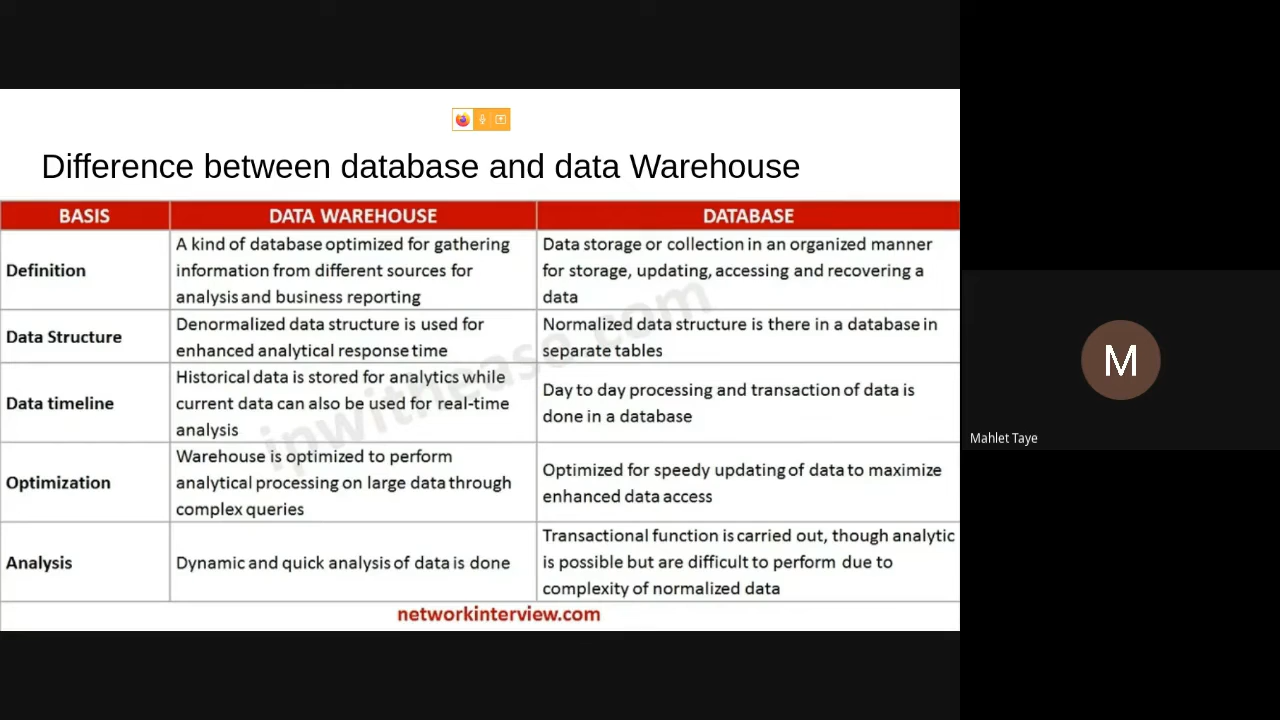 Difference between database and data Warehouse
BASIS
DATA WAREHOUSE
DATABASE
Definition
A kind of database optimized for gathering
information from different sources for
analysis and business reporting
Data storage or collection in an organized manner
for storage, updating, accessing and recovering a
data
Data Structure
Denormalized data structure is used for
enhanced analytical response time
Normalized data structure is there in a database in
separate tables
Data timeline
Historical data is stored for analytics while
current data can also be used for real-time
analysis
Day to day processing and transaction of data is
done in a database
Optimization
Warehouse is optimized to perform
analytical processing on large data through
complex queries
Optimized for speedy updating of data to maximize
enhanced data access
Analysis
Dynamic and quick analysis of data is done
Transactional function is carried out, though analytic
is possible but are difficult to perform due to
complexity of normalized data
ipwithease.com
networkinterview.com
M
Mahlet Taye